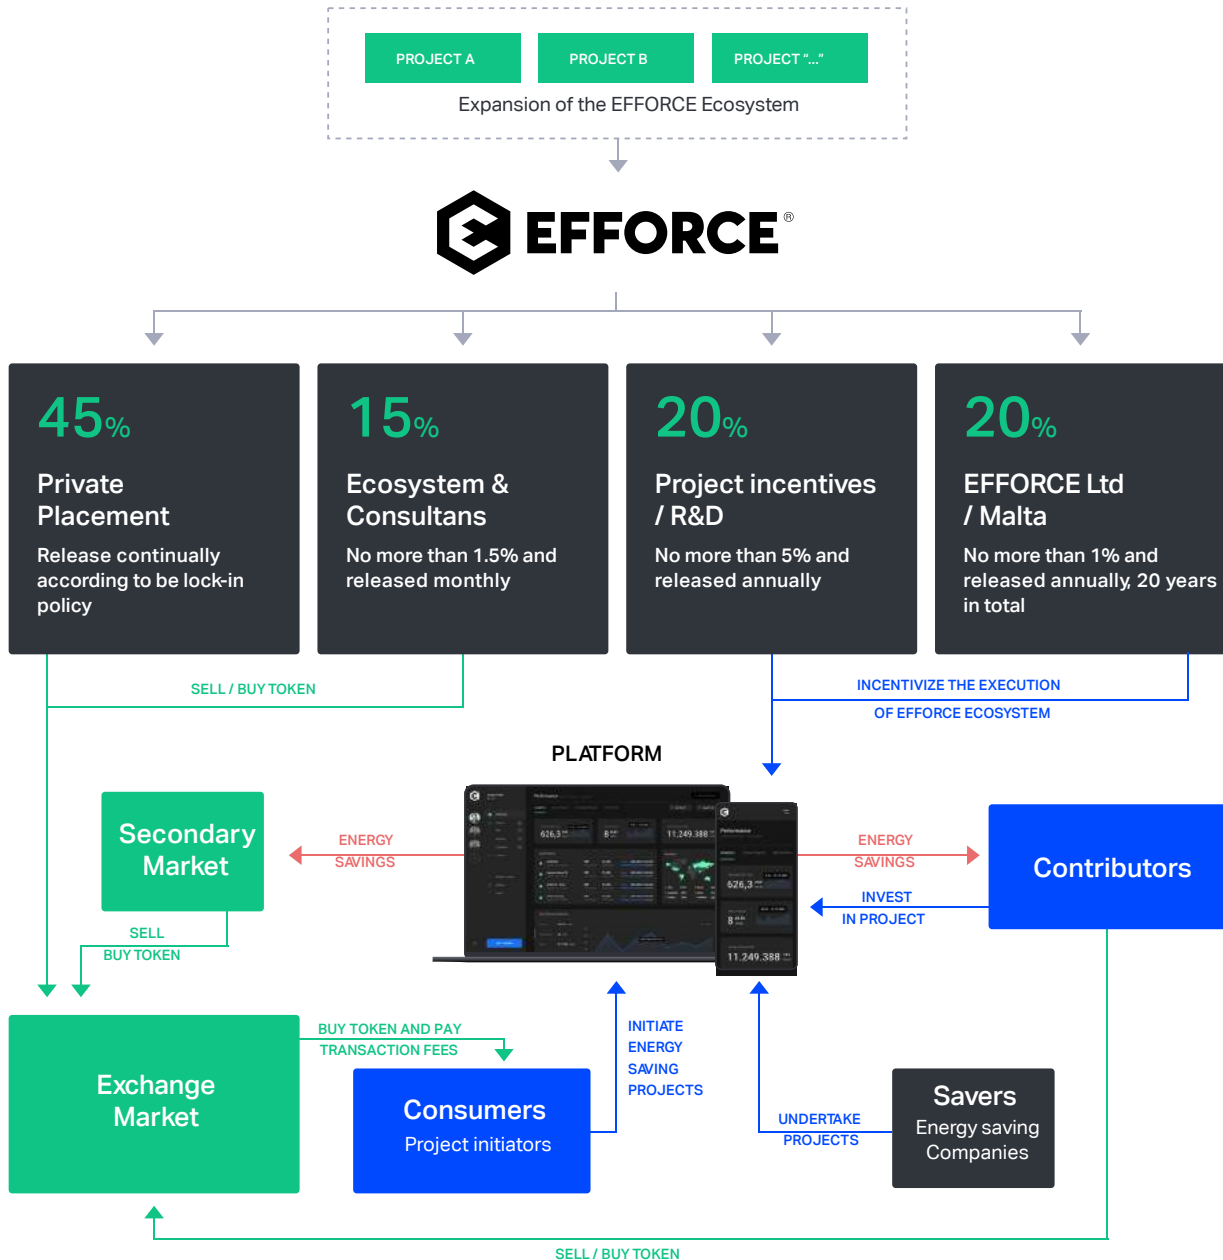 PROJECT A
PROJECT B
PROJECT “...”
Expansion of the EFFORCE Ecosystem
EFFORCE®
45%
Private
Placement
Release continually
according to be lock-in
policy
15%
Ecosystem &
Consultans
No more than 1.5% and
released monthly
20%
Project incentives
/ R&D
No more than 5% and
released annually
20%
EFFORCE Ltd
/ Malta
No more than 1% and
released annually, 20 years
in total
SELL / BUY TOKEN
INCENTIVIZE THE EXECUTION
OF EFFORCE ECOSYSTEM
PLATFORM
Secondary
Market
ENERGY
SAVINGS
Performance
626,3
8
11.249.388
Performance
626,3
8
11.249.388
ENERGY
SAVINGS
INVEST
IN PROJECT
Contributors
SELL
BUY TOKEN
Exchange
Market
BUY TOKEN AND PAY
TRANSACTION FEES
Consumers
Project initiators
INITIATE
ENERGY
SAVING
PROJECTS
UNDERTAKE
PROJECTS
Savers
Energy saving
Companies
SELL / BUY TOKEN